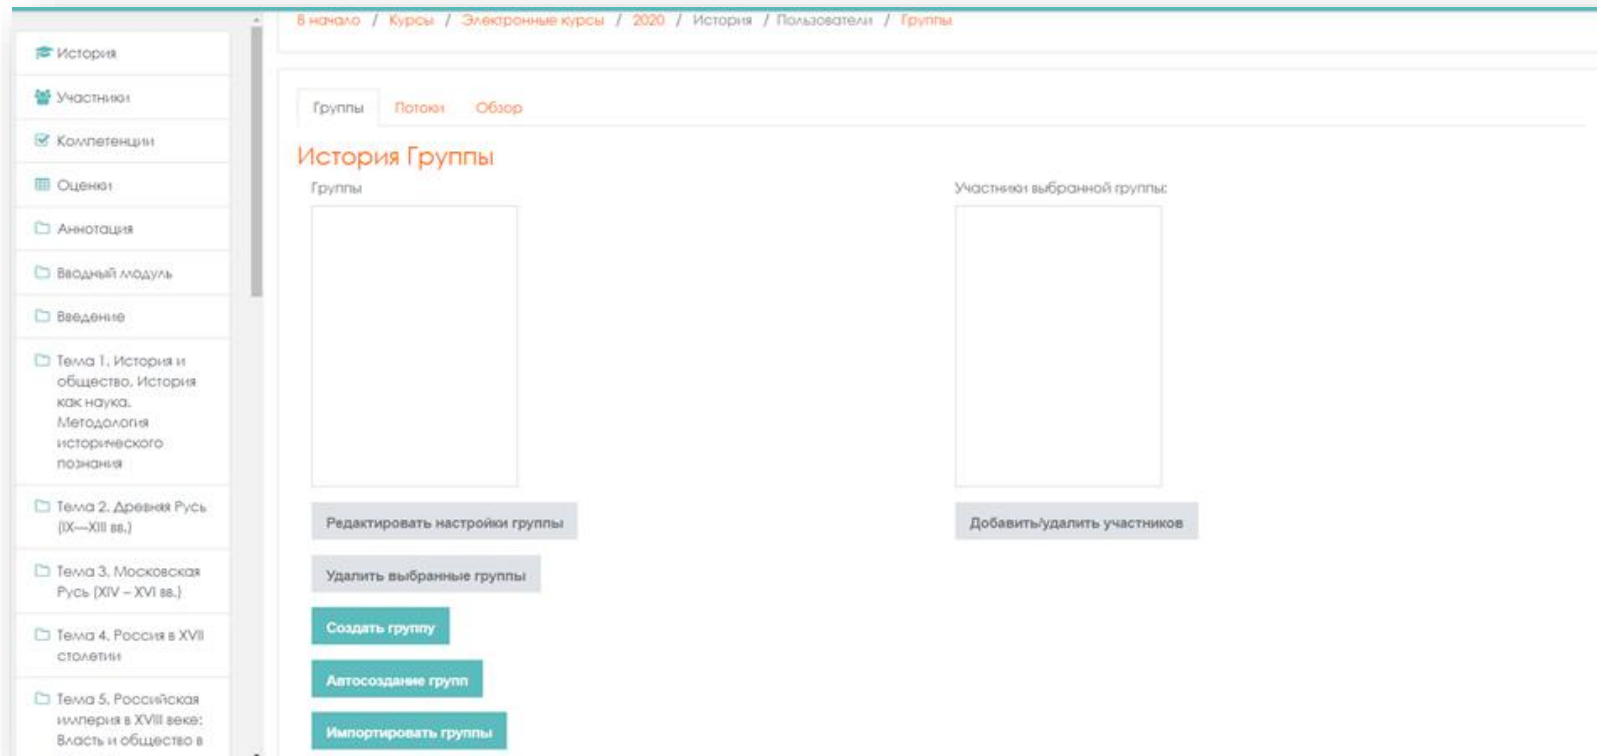 В начало / Курсы / Электронные курсы / 2020 / История / Пользователи / Группы
История
Участники
Компетенции
Оценки
Аннотация
Вводный модуль
Введение
Тема 1. История и
общество. История
как наука.
Методология
исторического
познания
Тема 2. Древняя Русь
(IX—XIII вв.)
Тема 3. Московская
Русь (XIV – XVI вв.)
Тема 4. Россия в XVII
столетии
Тема 5. Российская
империя в XVIII веке:
Власть и общество в
Группы Потоки Обзор
История Группы
Группы
Редактировать настройки группы
Удалить выбранные группы
Создать группу
Автосоздание групп
Импортировать группы
Участники выбранной группы:
Добавить/удалить участников